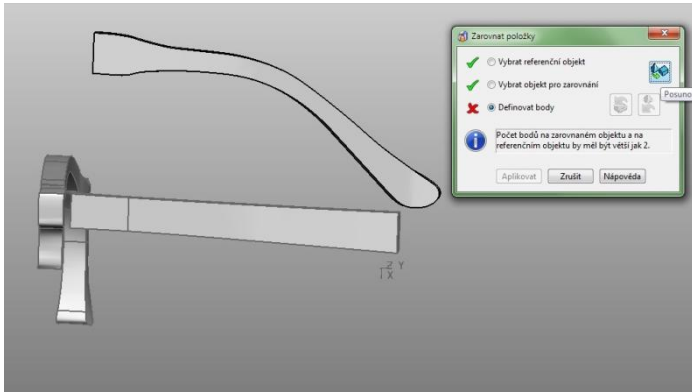 Zarovnat položky
Vybrat referenční objekt
Vybrat objekt pro zarovnání
Posuno
Definovat body
Počet bodů na zarovnaném objektu a na
referenčním objektu by měl být větší jak 2.
Aplikovat Zrušit Nápověda
Z Y
X